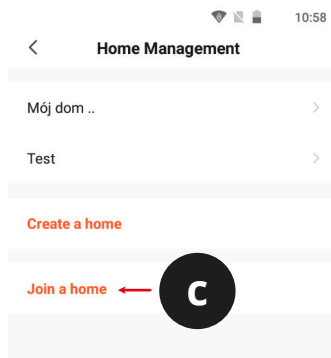 10:58
Home Management
Mój dom ..
Test
Create a home
Join a home
C